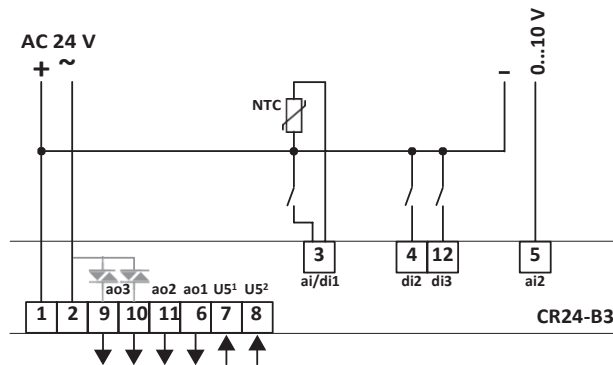 AC 24 V
+ ~
–
0...10 V
NTC
3 4 12 5
ai/di1 di2 di3 ai2
ao3 ao2 ao1 U5¹ U5²
1 2 9 10 11 6 7 8
CR24-B3